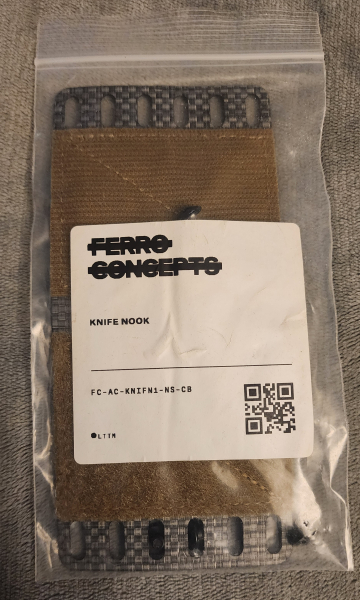 FERRO
CONCEPTS
KNIFE NOOK
FC-AC-KNIFN1-NS-CB
LTTM